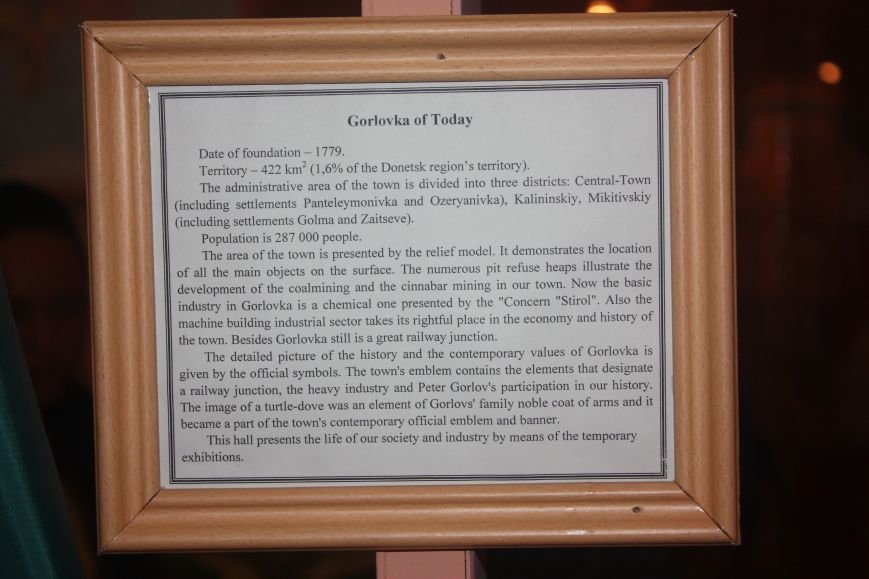 Gorlovka of Today
Date of foundation – 1779.
Territory – 422 km² (1,6% of the Donetsk region's territory).
The administrative area of the town is divided into three districts: Central-Town
(including settlements Panteleymonivka and Ozeryanivka), Kalininskiy, Mikitivskiy
(including settlements Golma and Zaitseve).
Population is 287 000 people.
The area of the town is presented by the relief model. It demonstrates the location
of all the main objects on the surface. The numerous pit refuse heaps illustrate the
development of the coalmining and the cinnabar mining in our town. Now the basic
industry in Gorlovka is a chemical one presented by the "Concern "Stirol". Also the
machine building industrial sector takes its rightful place in the economy and history of
the town. Besides Gorlovka still is a great railway junction.
The detailed picture of the history and the contemporary values of Gorlovka is
given by the official symbols. The town's emblem contains the elements that designate
a railway junction, the heavy industry and Peter Gorlov's participation in our history.
The image of a turtle-dove was an element of Gorlovs' family noble coat of arms and it
became a part of the town's contemporary official emblem and banner.
This hall presents the life of our society and industry by means of the temporary
exhibitions.